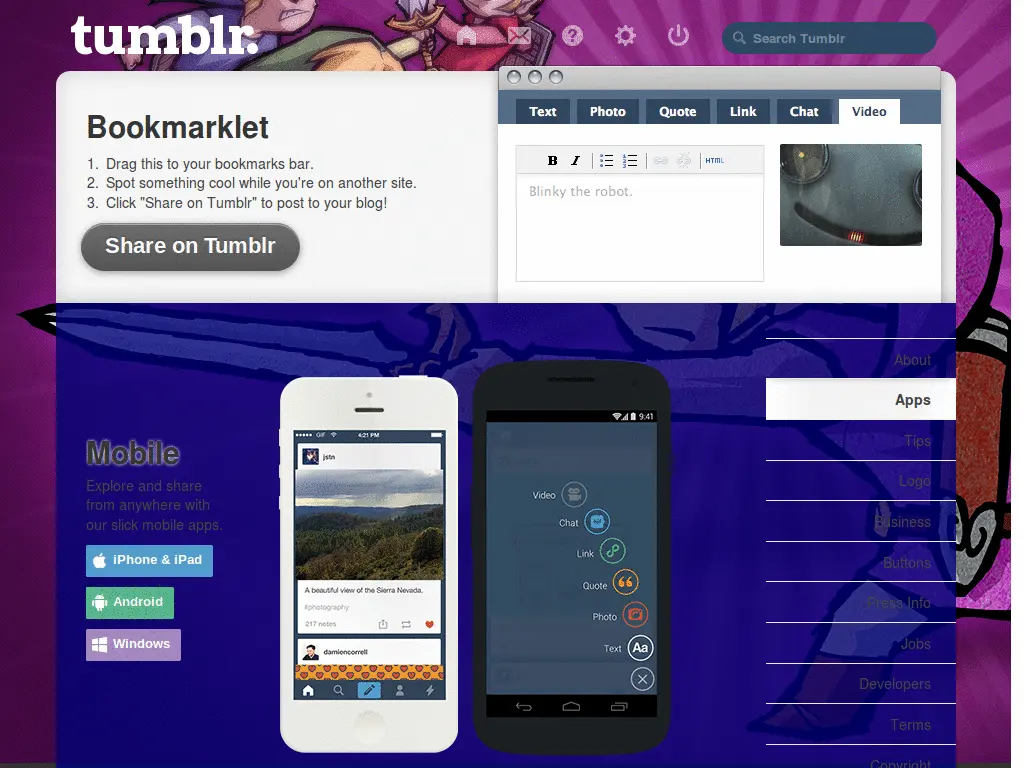 tumblr.
Search Tumblr
Bookmarklet
1. Drag this to your bookmarks bar.
2. Spot something cool while you're on another site.
3. Click "Share on Tumblr" to post to your blog!
Share on Tumblr
Text Photo Quote Link Chat Video
B I HTML
Blinky the robot.
Mobile
Explore and share
from anywhere with
our slick mobile apps.
iPhone & iPad
Android
Windows
GIF 4:21 PM
jstn
A beautiful view of the Sierra Nevada.
#photography
217 notes
damiencorrell
9:41
Video
Chat
Link
Quote
Photo
Text Aa
About
Apps
Tips
Logo
Business
Buttons
Press Info
Jobs
Developers
Terms
Copyright